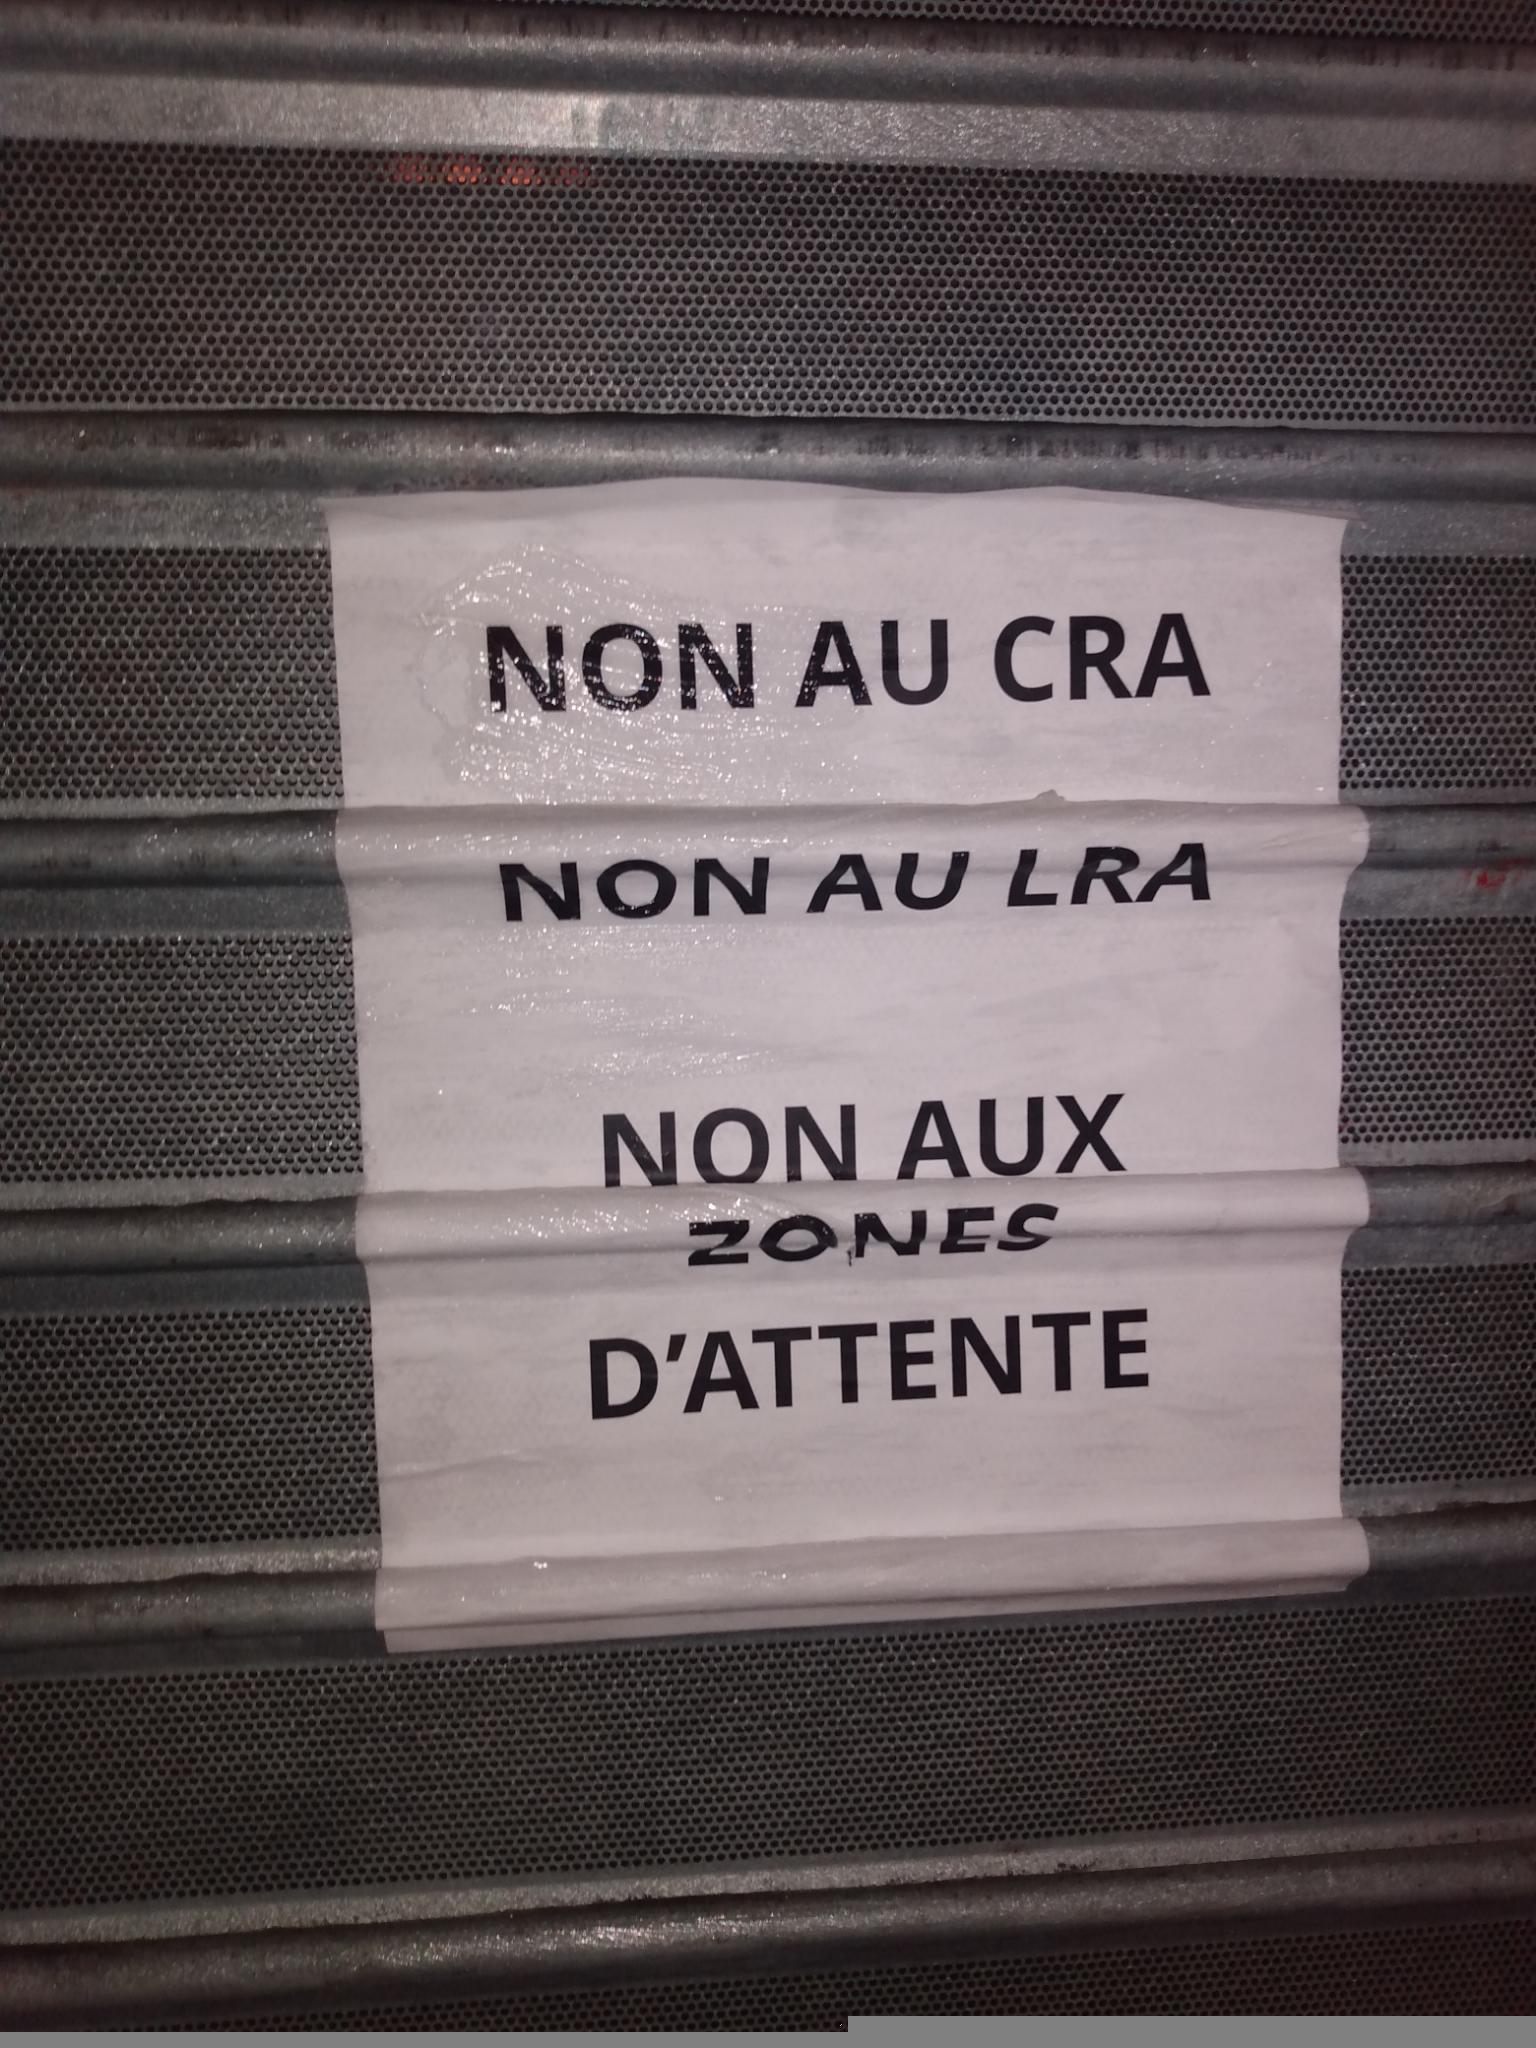 NON AU CRA
NON AU LRA
NON AUX
ZONES
D'ATTENTE